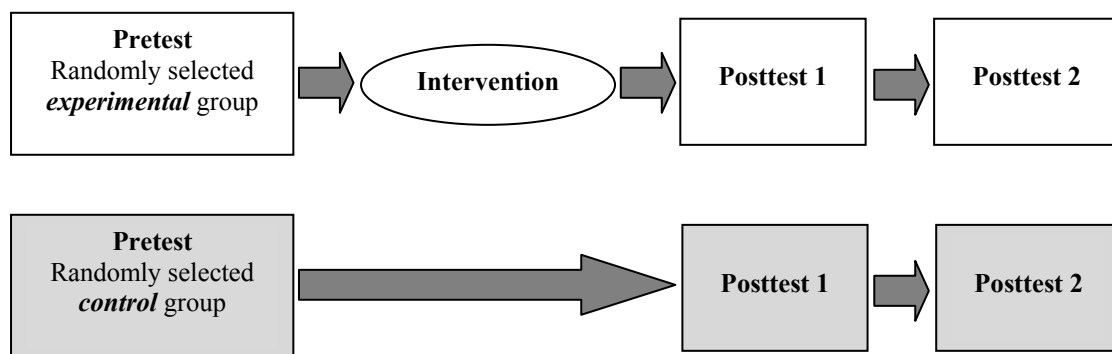 Pretest
Randomly selected
experimental group
Intervention
Posttest 1
Posttest 2
Pretest
Randomly selected
control group
Posttest 1
Posttest 2